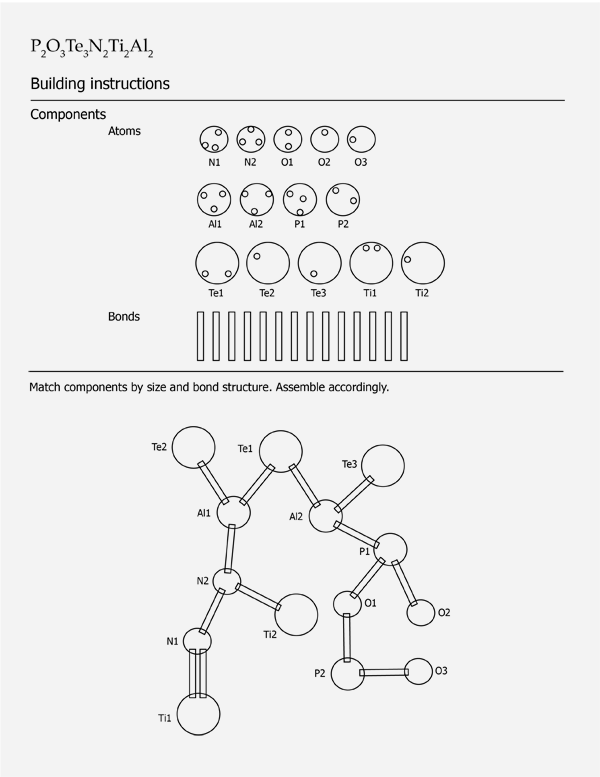 P₂O₃Te₃N₂Ti₂Al₂
Building instructions
Components
Atoms
N1 N2 O1 O2 O3
Al1 Al2 P1 P2
Te1 Te2 Te3 Ti1 Ti2
Bonds
Match components by size and bond structure. Assemble accordingly.
Te2 Te1 Te3
Al1 Al2
P1
N2 O1 O2
Ti2
N1
P2 O3
Ti1